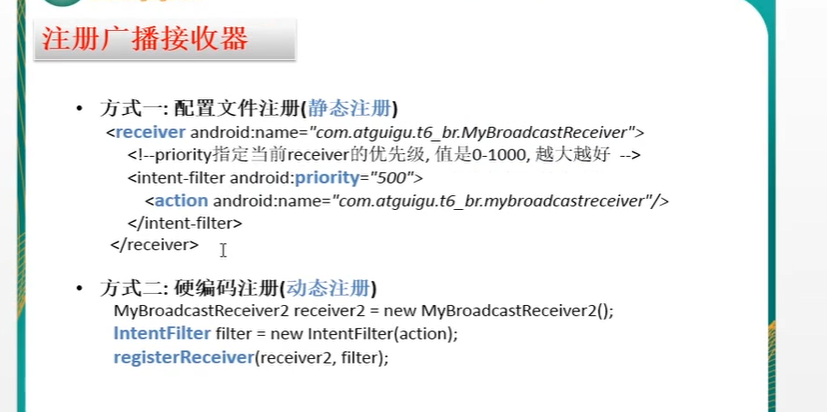 注册广播接收器
• 方式一: 配置文件注册(静态注册)
<receiver android:name="com.atguigu.t6_br.MyBroadcastReceiver">
<!--priority指定当前receiver的优先级, 值是0-1000, 越大越好 -->
<intent-filter android:priority="500">
<action android:name="com.atguigu.t6_br.mybroadcastreceiver"/>
</intent-filter>
</receiver>
• 方式二: 硬编码注册(动态注册)
MyBroadcastReceiver2 receiver2 = new MyBroadcastReceiver2();
IntentFilter filter = new IntentFilter(action);
registerReceiver(receiver2, filter);